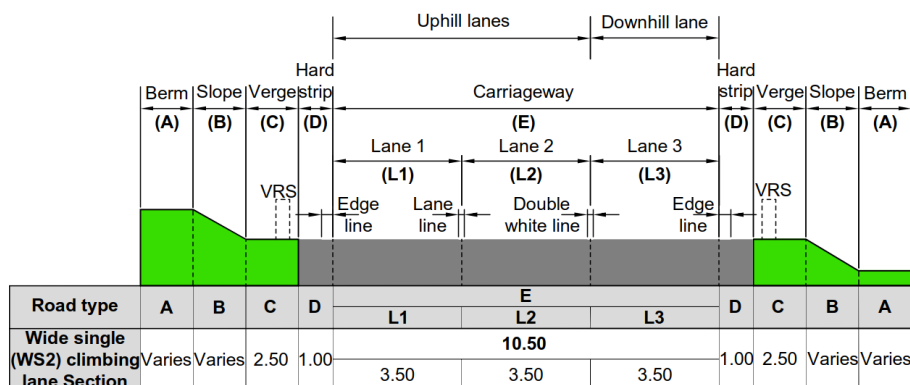 Uphill lanes Downhill lane
Hard Hard
Berm Slope Verge strip Carriageway strip Verge Slope Berm
(A) (B) (C) (D) (E) (D) (C) (B) (A)
Lane 1 Lane 2 Lane 3
(L1) (L2) (L3)
VRS VRS
Edge Lane Double Edge
line line white line line
Road type A B C D E D C B A
L1 L2 L3
Wide single 10.50
(WS2) climbing Varies Varies 2.50 1.00 1.00 2.50 Varies Varies
lane Section 3.50 3.50 3.50